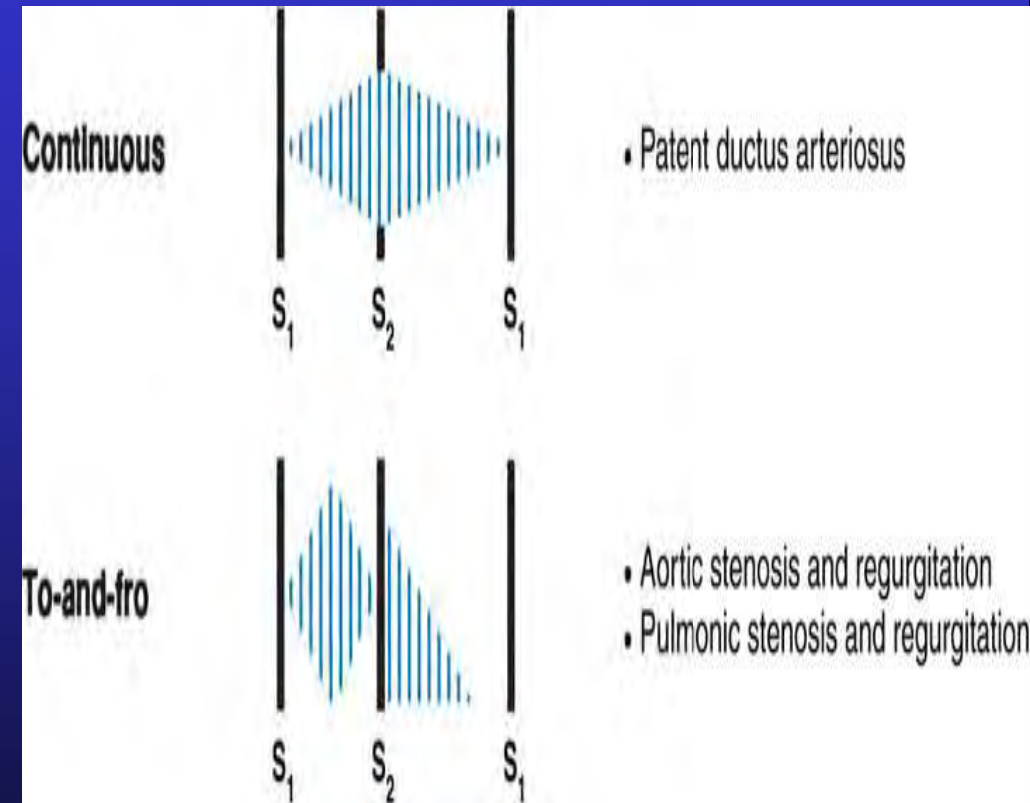 Continuous
• Patent ductus arteriosus
S1 S2 S1
To-and-fro
• Aortic stenosis and regurgitation
• Pulmonic stenosis and regurgitation
S1 S2 S1